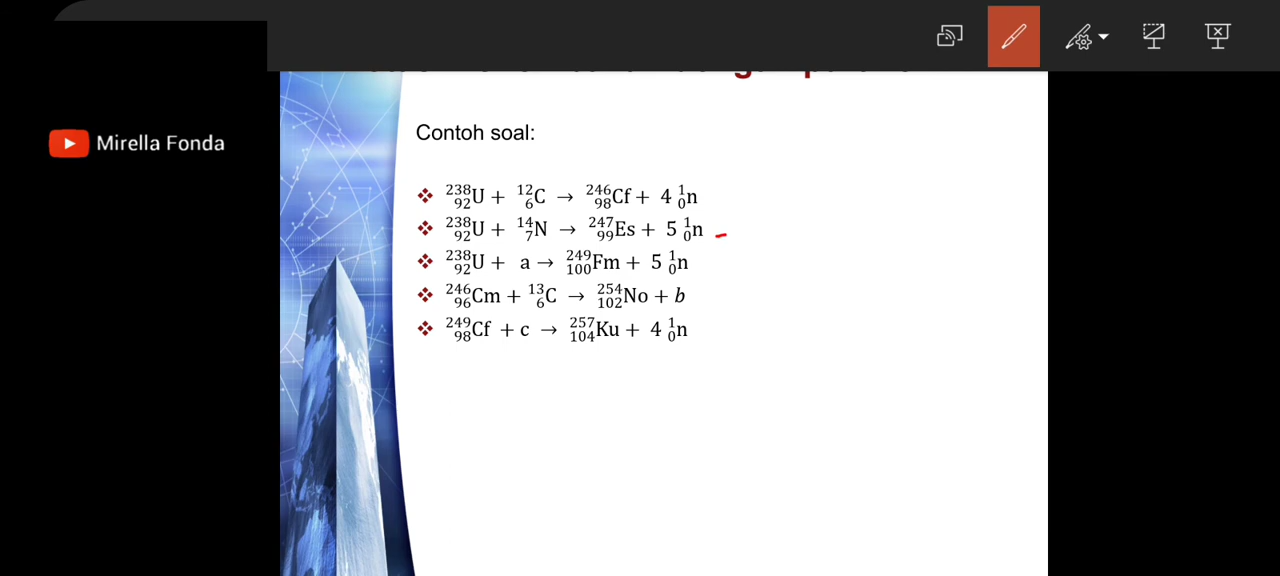 Mirella Fonda
Contoh soal:
❖ ²³⁸₉₂U + ¹²₆C → ²⁴⁶₉₈Cf + 4 ¹₀n
❖ ²³⁸₉₂U + ¹⁴₇N → ²⁴⁷₉₉Es + 5 ¹₀n
❖ ²³⁸₉₂U + a → ²⁴⁹₁₀₀Fm + 5 ¹₀n
❖ ²⁴⁶₉₆Cm + ¹³₆C → ²⁵⁴₁₀₂No + b
❖ ²⁴⁹₉₈Cf + c → ²⁵⁷₁₀₄Ku + 4 ¹₀n